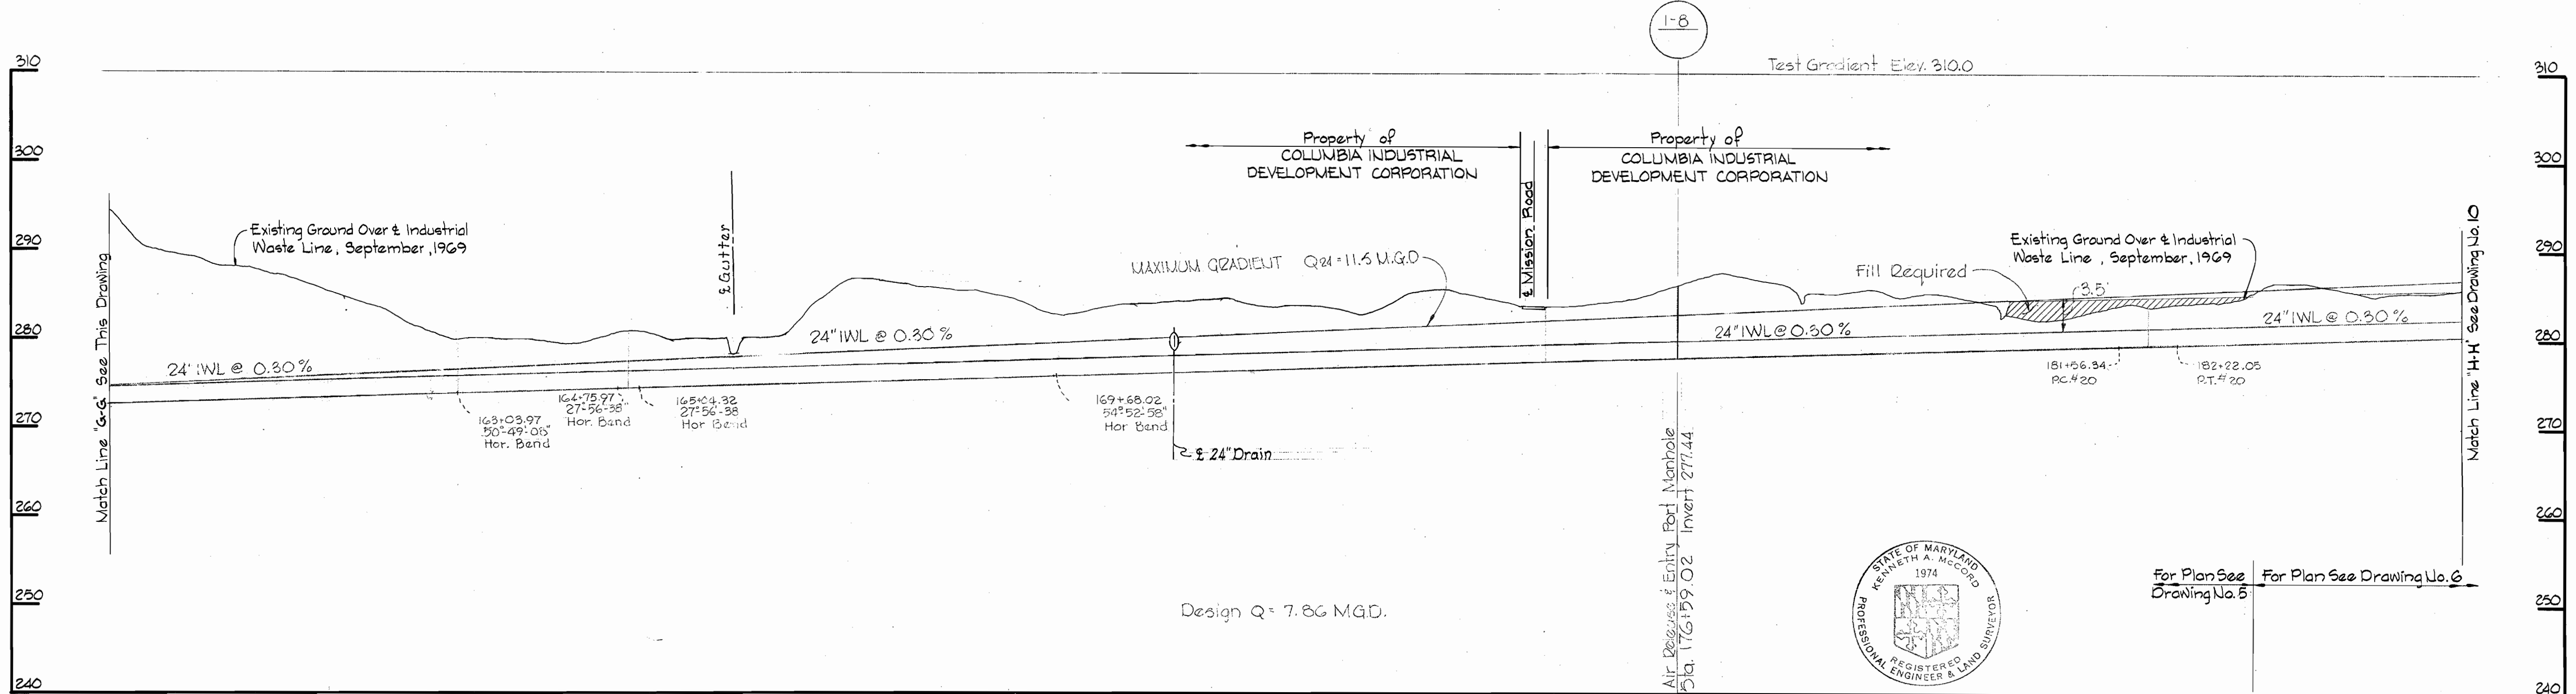 1-8
Test Gradient Elev. 310.0
310
300
290
280
270
260
250
240
310
300
290
280
270
260
250
240
Match Line "G-G" See This Drawing
Existing Ground Over ℄ Industrial
Waste Line, September, 1969
24" IWL @ 0.30 %
163+03.97
50°-49'-08"
Hor. Bend
164+75.97
27°-56'-38"
Hor. Bend
165+04.32
27°-56'-38
Hor Bend
℄ Gutter
24" IWL @ 0.30 %
169+68.02
54°-52'-58"
Hor Bend
℄ 24" Drain
MAXIMUM GRADIENT Q24=11.5 M.G.D
Property of
COLUMBIA INDUSTRIAL
DEVELOPMENT CORPORATION
℄ Mission Road
Property of
COLUMBIA INDUSTRIAL
DEVELOPMENT CORPORATION
24" IWL @ 0.30 %
Air Release & Entry Port Manhole
Sta. 176+59.02 Invert 277.44
Fill Required
Existing Ground Over ℄ Industrial
Waste Line, September, 1969
3.5'
24" IWL @ 0.30 %
181+56.34
P.C.#20
182+22.05
P.T.#20
Match Line "H-H" See Drawing No. 10
Design Q = 7.86 M.G.D.
STATE OF MARYLAND
KENNETH A. McCORD
1974
REGISTERED
PROFESSIONAL ENGINEER & LAND SURVEYOR
For Plan See
Drawing No. 5
For Plan See Drawing No. 6